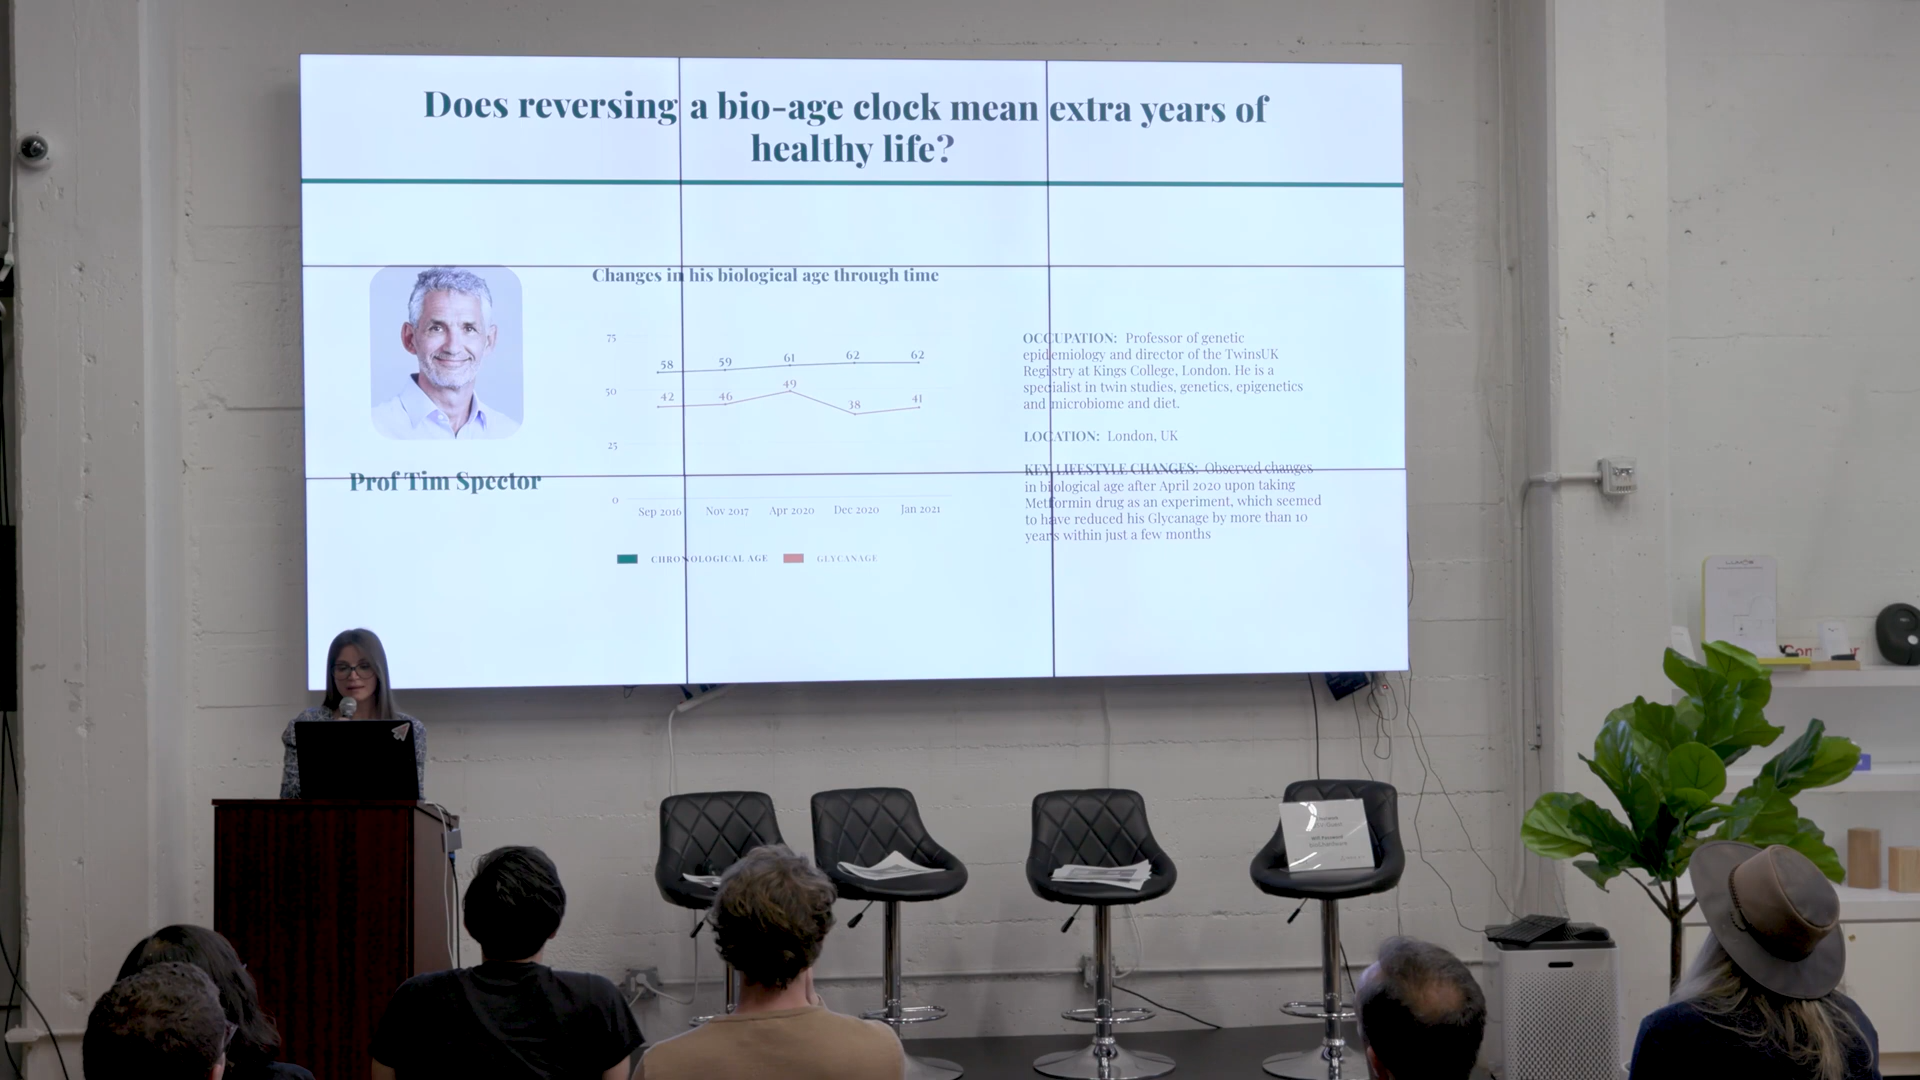 Does reversing a bio-age clock mean extra years of
healthy life?
Prof Tim Spector
Changes in his biological age through time
75
50
25
0
58
59
61
62
62
42
46
49
38
41
Sep 2016
Nov 2017
Apr 2020
Dec 2020
Jan 2021
CHRONOLOGICAL AGE
GLYCANAGE
OCCUPATION: Professor of genetic
epidemiology and director of the TwinsUK
Registry at Kings College, London. He is a
specialist in twin studies, genetics, epigenetics
and microbiome and diet.
LOCATION: London, UK
KEY LIFESTYLE CHANGES: Observed changes
in biological age after April 2020 upon taking
Metformin drug as an experiment, which seemed
to have reduced his Glycanage by more than 10
years within just a few months